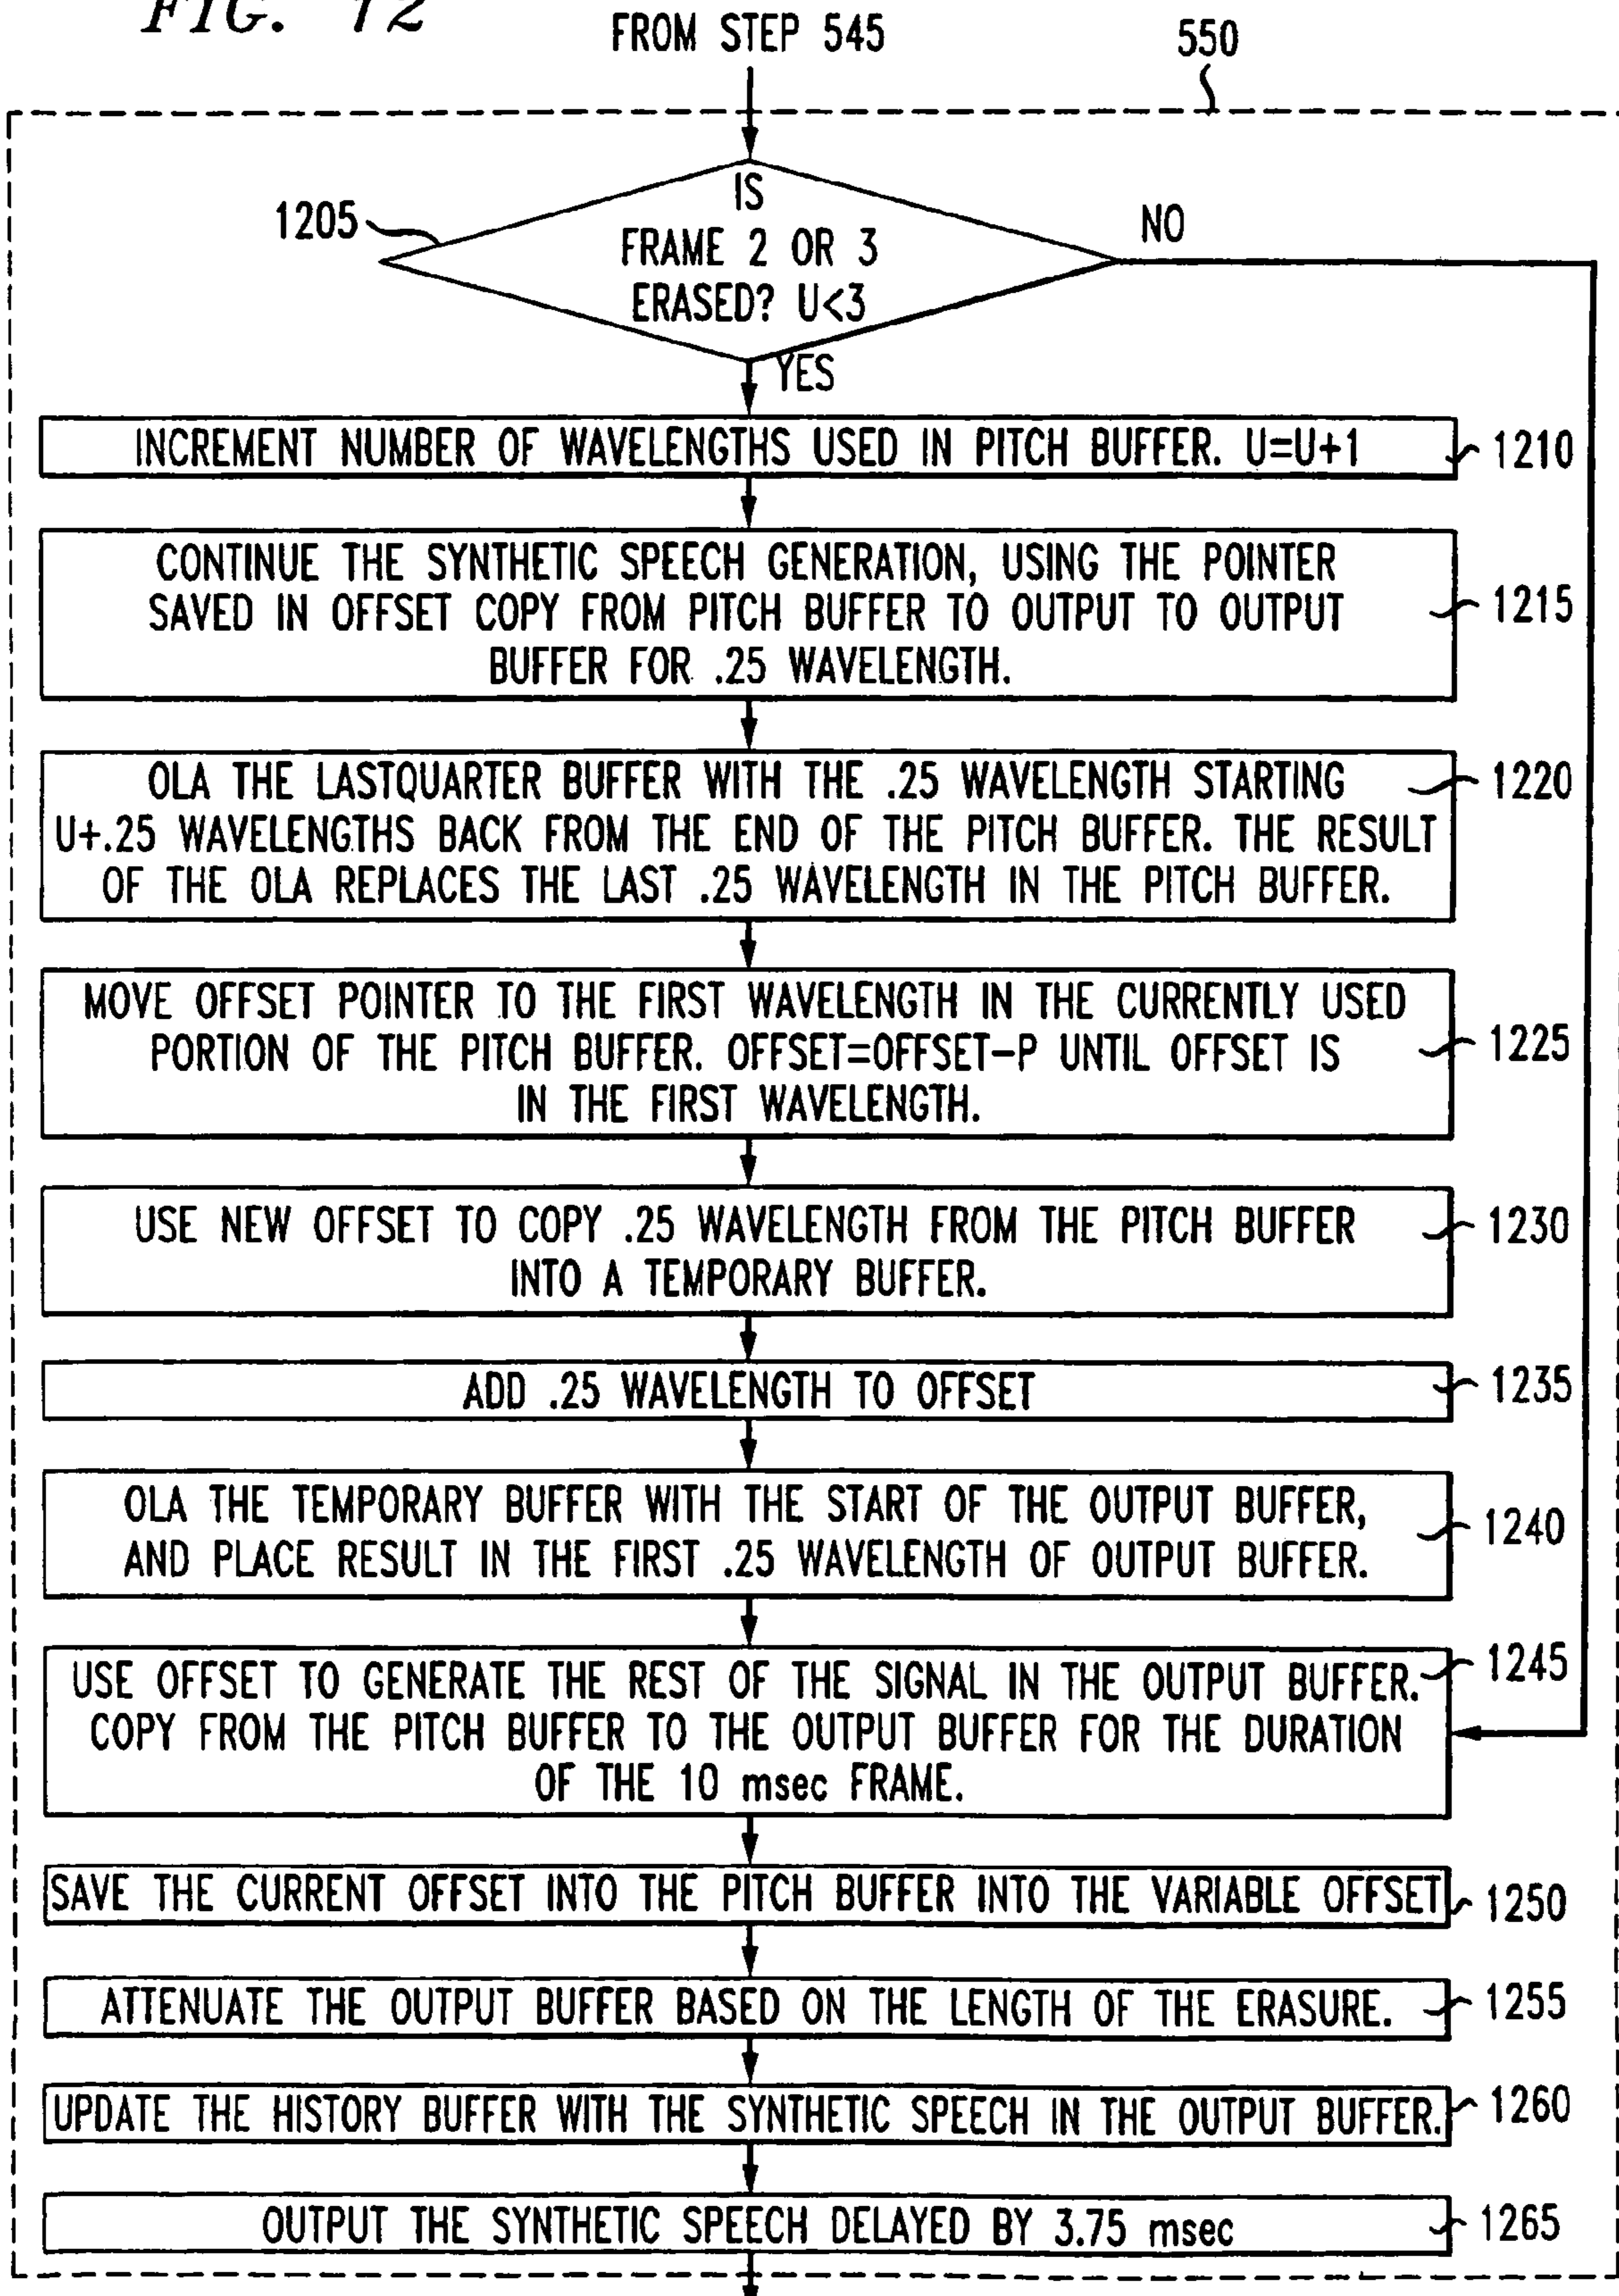 FIG. 12
FROM STEP 545
550
1205
IS
FRAME 2 OR 3
ERASED? U<3
NO
YES
INCREMENT NUMBER OF WAVELENGTHS USED IN PITCH BUFFER. U=U+1
1210
CONTINUE THE SYNTHETIC SPEECH GENERATION, USING THE POINTER
SAVED IN OFFSET COPY FROM PITCH BUFFER TO OUTPUT TO OUTPUT
BUFFER FOR .25 WAVELENGTH.
1215
OLA THE LASTQUARTER BUFFER WITH THE .25 WAVELENGTH STARTING
U+.25 WAVELENGTHS BACK FROM THE END OF THE PITCH BUFFER. THE RESULT
OF THE OLA REPLACES THE LAST .25 WAVELENGTH IN THE PITCH BUFFER.
1220
MOVE OFFSET POINTER TO THE FIRST WAVELENGTH IN THE CURRENTLY USED
PORTION OF THE PITCH BUFFER. OFFSET=OFFSET-P UNTIL OFFSET IS
IN THE FIRST WAVELENGTH.
1225
USE NEW OFFSET TO COPY .25 WAVELENGTH FROM THE PITCH BUFFER
INTO A TEMPORARY BUFFER.
1230
ADD .25 WAVELENGTH TO OFFSET
1235
OLA THE TEMPORARY BUFFER WITH THE START OF THE OUTPUT BUFFER,
AND PLACE RESULT IN THE FIRST .25 WAVELENGTH OF OUTPUT BUFFER.
1240
USE OFFSET TO GENERATE THE REST OF THE SIGNAL IN THE OUTPUT BUFFER.
COPY FROM THE PITCH BUFFER TO THE OUTPUT BUFFER FOR THE DURATION
OF THE 10 msec FRAME.
1245
SAVE THE CURRENT OFFSET INTO THE PITCH BUFFER INTO THE VARIABLE OFFSET
1250
ATTENUATE THE OUTPUT BUFFER BASED ON THE LENGTH OF THE ERASURE.
1255
UPDATE THE HISTORY BUFFER WITH THE SYNTHETIC SPEECH IN THE OUTPUT BUFFER.
1260
OUTPUT THE SYNTHETIC SPEECH DELAYED BY 3.75 msec
1265